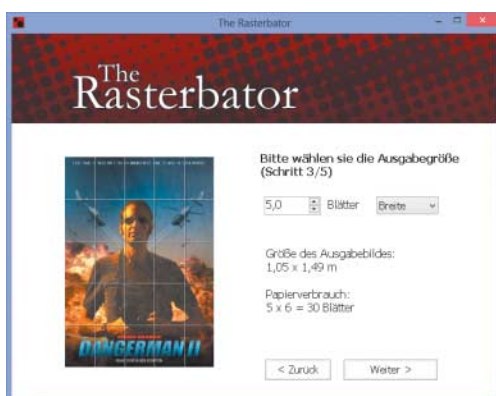 The Rasterbator
The
Rasterbator
Bitte wählen sie die Ausgabegröße
(Schritt 3/5)
5,0 Blätter Breite
Größe des Ausgabebildes:
1,05 x 1,49 m
Papierverbrauch:
5 x 6 = 30 Blätter
DANGERMAN II
< Zurück Weiter >